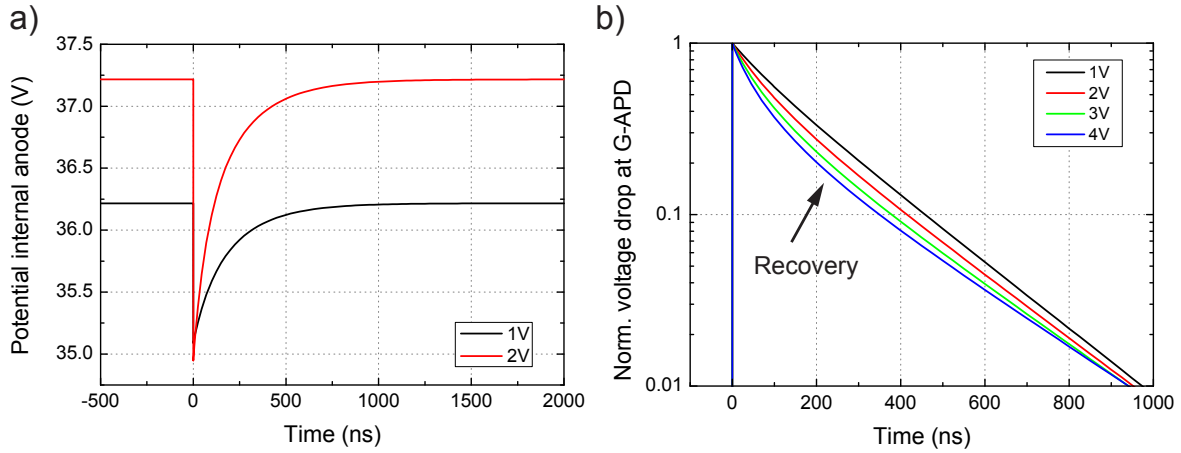 a)
Potential internal anode (V)
37.5
37.0
36.5
36.0
35.5
35.0
-500
0
500
1000
1500
2000
Time (ns)
1V
2V
b)
Norm. voltage drop at G-APD
1
0.1
0.01
0
200
400
600
800
1000
Time (ns)
1V
2V
3V
4V
Recovery